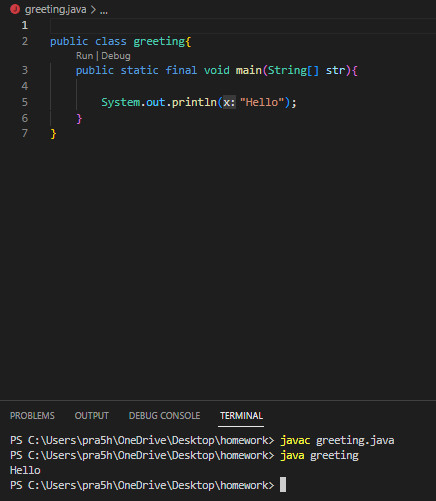 greeting.java > ...
1
2 public class greeting{
Run | Debug
3 public static final void main(String[] str){
4
5 System.out.println(x: "Hello");
6 }
7 }
PROBLEMS OUTPUT DEBUG CONSOLE TERMINAL
PS C:\Users\pra5h\OneDrive\Desktop\homework> javac greeting.java
PS C:\Users\pra5h\OneDrive\Desktop\homework> java greeting
Hello
PS C:\Users\pra5h\OneDrive\Desktop\homework>